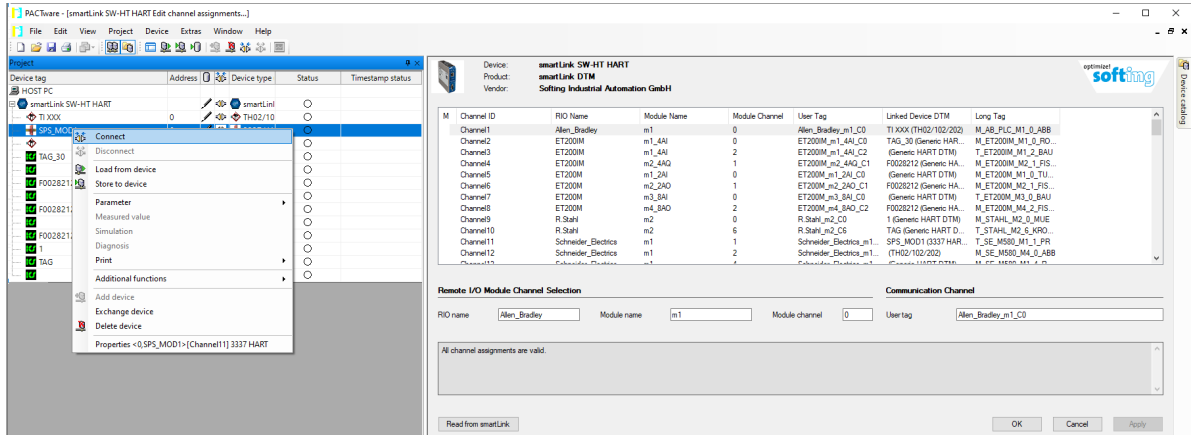 PACTware - [smartLink SW-HT HART Edit channel assignments...]
File Edit View Project Device Extras Window Help
Project
Device tag Address Device type Status Timestamp status
HOST PC
smartLink SW-HT HART smartLinl
TI XXX 0 TH02/10
SPS_MOD
TAG_30
F0028212
F0028212
F0028212
1
TAG
Connect
Disconnect
Load from device
Store to device
Parameter
Measured value
Simulation
Diagnosis
Print
Additional functions
Add device
Exchange device
Delete device
Properties <0,SPS_MOD1>[Channel11] 3337 HART
Device: smartLink SW-HT HART
Product: smartLink DTM
Vendor: Softing Industrial Automation GmbH
optimize!
softing
Device catalog
M Channel ID RIO Name Module Name Module Channel User Tag Linked Device DTM Long Tag
Channel1 Allen_Bradley m1 0 Allen_Bradley_m1_C0 TI XXX (TH02/102/202) M_AB_PLC_M1_0_ABB
Channel2 ET200IM m1_4AI 0 ET200IM_m1_4AI_C0 TAG_30 (Generic HAR... M_ET200IM_M1_0_RO...
Channel3 ET200IM m1_4AI 2 ET200IM_m1_4AI_C2 (Generic HART DTM) T_ET200IM_M1_2_BAU
Channel4 ET200IM m2_4AQ 1 ET200IM_m2_4AQ_C1 F0028212 (Generic HA... M_ET200IM_M2_1_FIS...
Channel5 ET200M m1_2AI 0 ET200M_m1_2AI_C0 (Generic HART DTM) M_ET200M_M1_0_TU...
Channel6 ET200M m2_2AO 1 ET200M_m2_2AO_C1 F0028212 (Generic HA... M_ET200M_M2_1_FIS...
Channel7 ET200M m3_8AI 0 ET200M_m3_8AI_C0 (Generic HART DTM) T_ET200M_M3_0_BAU
Channel8 ET200M m4_8AO 2 ET200M_m4_8AO_C2 F0028212 (Generic HA... M_ET200M_M4_2_FIS...
Channel9 R.Stahl m2 0 R.Stahl_m2_C0 1 (Generic HART DTM) M_STAHL_M2_0_MUE
Channel10 R.Stahl m2 6 R.Stahl_m2_C6 TAG (Generic HART D... T_STAHL_M2_6_KRO...
Channel11 Schneider_Electrics m1 1 Schneider_Electrics_m1... SPS_MOD1 (3337 HAR... T_SE_M580_M1_1_PR
Channel12 Schneider_Electrics m1 2 Schneider_Electrics_m1... (TH02/102/202) M_SE_M580_M4_0_ABB
Remote I/O Module Channel Selection Communication Channel
RIO name Allen_Bradley Module name m1 Module channel 0 User tag Allen_Bradley_m1_C0
All channel assignments are valid.
Read from smartLink OK Cancel Apply